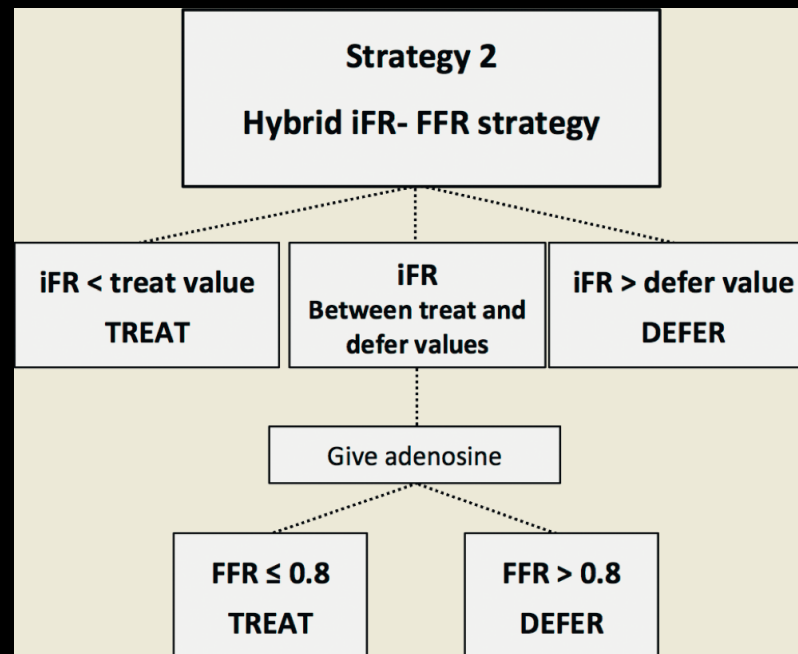 Strategy 2
Hybrid iFR- FFR strategy
iFR < treat value
TREAT
iFR
Between treat and
defer values
iFR > defer value
DEFER
Give adenosine
FFR ≤ 0.8
TREAT
FFR > 0.8
DEFER